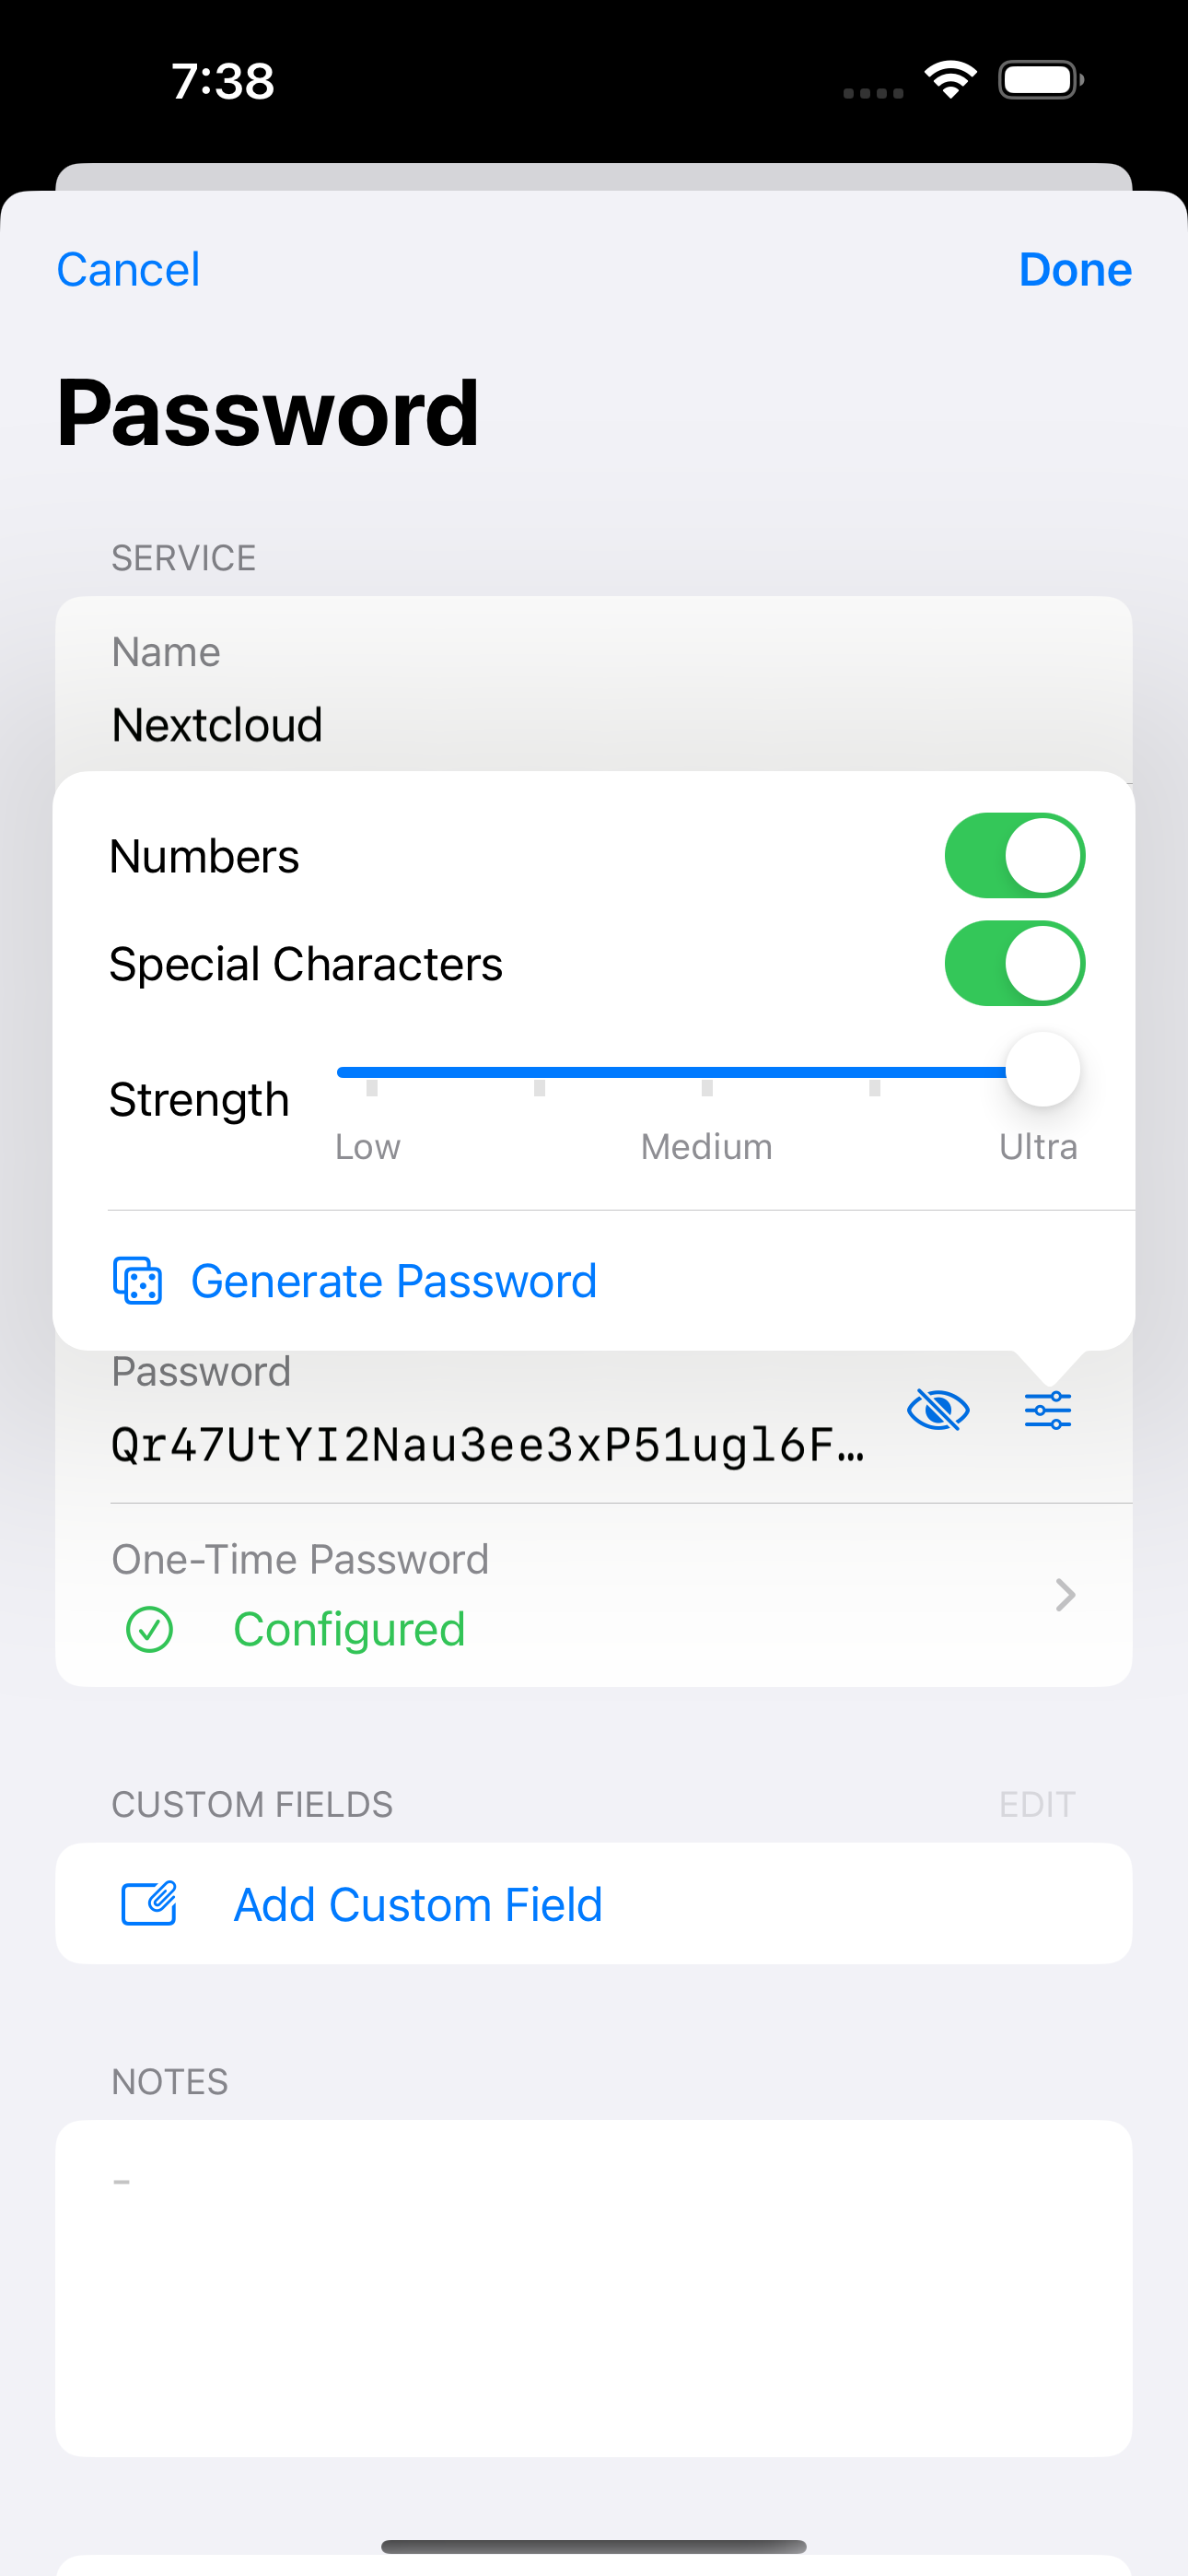 7:38
Cancel
Done
Password
SERVICE
Name
Nextcloud
Numbers
Special Characters
Strength
Low
Medium
Ultra
Generate Password
Password
Qr47UtYI2Nau3ee3xP51ugl6F…
One-Time Password
Configured
CUSTOM FIELDS
EDIT
Add Custom Field
NOTES
-